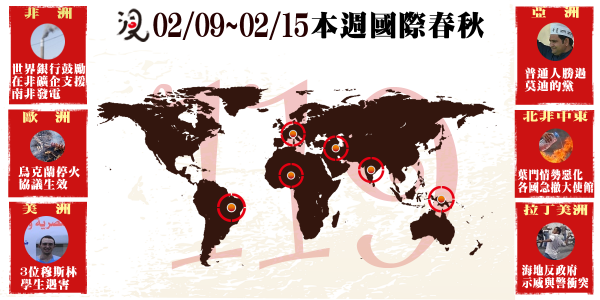 浸 02/09~02/15本週國際春秋
119
非 洲
世界銀行鼓勵
在非礦企支援
南非發電
歐 洲
烏克蘭停火
協議生效
美 洲
3位穆斯林
學生遇害
亞 洲
普通人勝過
莫迪的黨
北非中東
葉門情勢惡化
各國急撤大使館
拉丁美洲
海地反政府
示威與警衝突